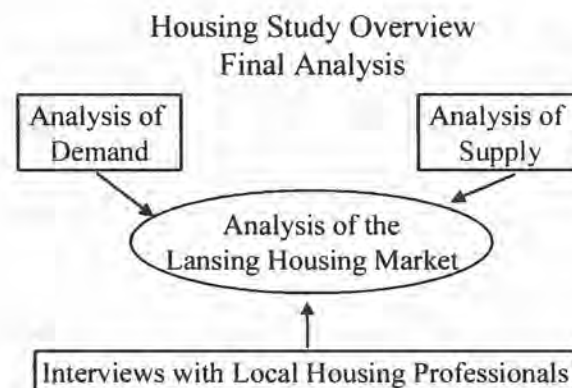 Housing Study Overview
Final Analysis
Analysis of
Demand
Analysis of
Supply
Analysis of the
Lansing Housing Market
Interviews with Local Housing Professionals